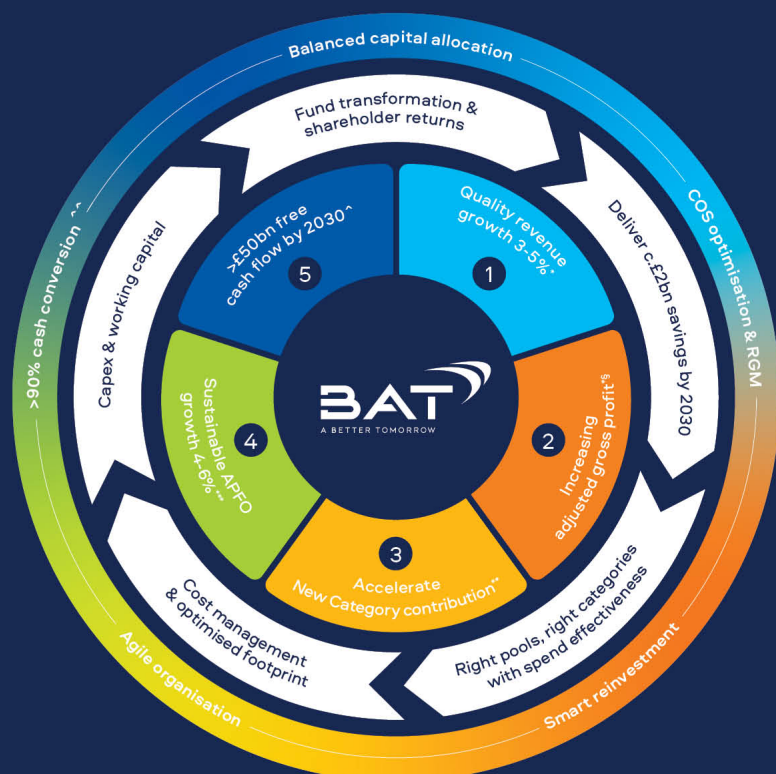 Balanced capital allocation
COS optimisation & RGM
Smart reinvestment
Agile organisation
>90% cash conversion ^^
Fund transformation &
shareholder returns
Deliver c.£2bn savings by 2030
Right pools, right categories
with spend effectiveness
Cost management
& optimised footprint
Capex & working capital
Quality revenue
growth 3-5%*
1
2
Increasing
adjusted gross profit*§
3
Accelerate
New Category contribution**
4
Sustainable APFO
growth 4-6%***
>£50bn free
cash flow by 2030^
5
BAT
A BETTER TOMORROW